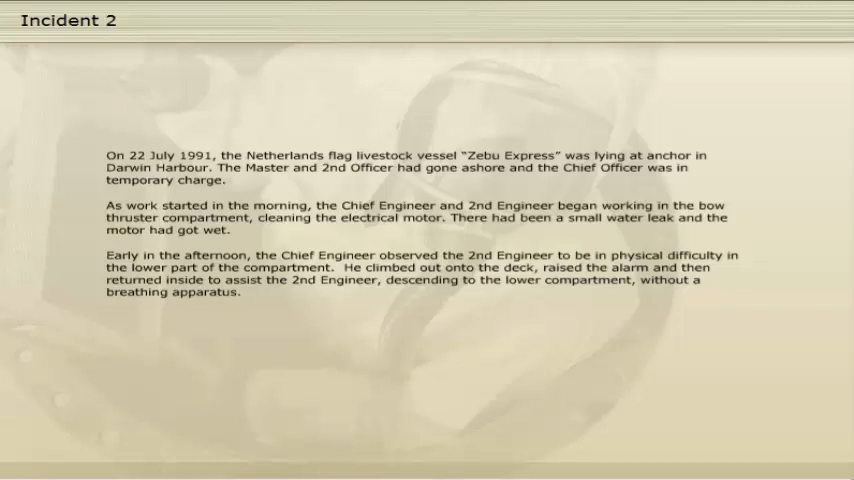 Incident 2
On 22 July 1991, the Netherlands flag livestock vessel “Zebu Express” was lying at anchor in
Darwin Harbour. The Master and 2nd Officer had gone ashore and the Chief Officer was in
temporary charge.
As work started in the morning, the Chief Engineer and 2nd Engineer began working in the bow
thruster compartment, cleaning the electrical motor. There had been a small water leak and the
motor had got wet.
Early in the afternoon, the Chief Engineer observed the 2nd Engineer to be in physical difficulty in
the lower part of the compartment.  He climbed out onto the deck, raised the alarm and then
returned inside to assist the 2nd Engineer, descending to the lower compartment, without a
breathing apparatus.